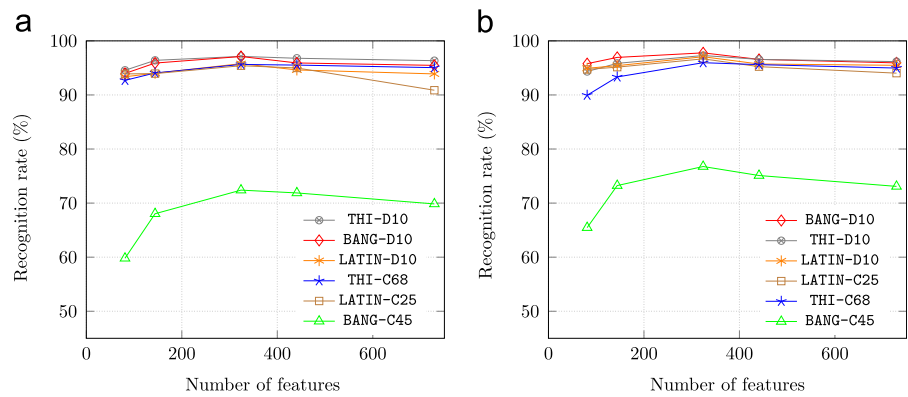 a
100
90
80
70
60
50
0
200
400
600
Recognition rate (%)
Number of features
THI-D10
BANG-D10
LATIN-D10
THI-C68
LATIN-C25
BANG-C45
b
100
90
80
70
60
50
0
200
400
600
Recognition rate (%)
Number of features
BANG-D10
THI-D10
LATIN-D10
LATIN-C25
THI-C68
BANG-C45